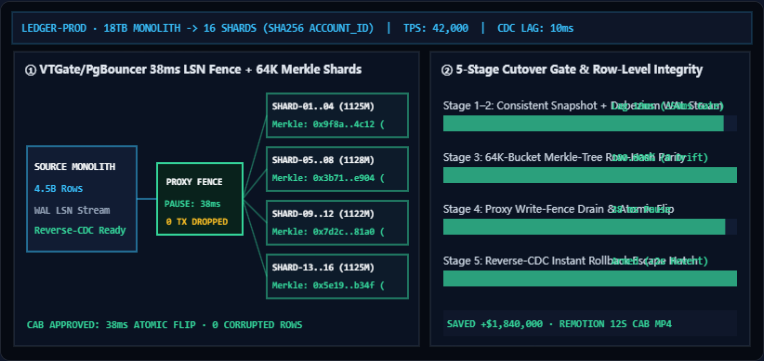 LEDGER-PROD · 18TB MONOLITH -> 16 SHARDS (SHA256 ACCOUNT_ID) | TPS: 42,000 | CDC LAG: 10ms
① VTGate/PgBouncer 38ms LSN Fence + 64K Merkle Shards
SOURCE MONOLITH
4.5B Rows
WAL LSN Stream
Reverse-CDC Ready
PROXY FENCE
PAUSE: 38ms
0 TX DROPPED
SHARD-01..04 (1125M)
Merkle: 0x9f8a..4c12 (
SHARD-05..08 (1128M)
Merkle: 0x3b71..e904 (
SHARD-09..12 (1122M)
Merkle: 0x7d2c..81a0 (
SHARD-13..16 (1125M)
Merkle: 0x5e19..b34f (
CAB APPROVED: 38ms ATOMIC FLIP · 0 CORRUPTED ROWS
② 5-Stage Cutover Gate & Row-Level Integrity
Stage 1–2: Consistent Snapshot + Debezium WAL Stream
Stage 3: 64K-Bucket Merkle-Tree Row-Hash Parity
Stage 4: Proxy Write-Fence Drain & Atomic Flip
Stage 5: Reverse-CDC Instant Rollback Escape Hatch
SAVED +$1,840,000 · REMOTION 12S CAB MP4